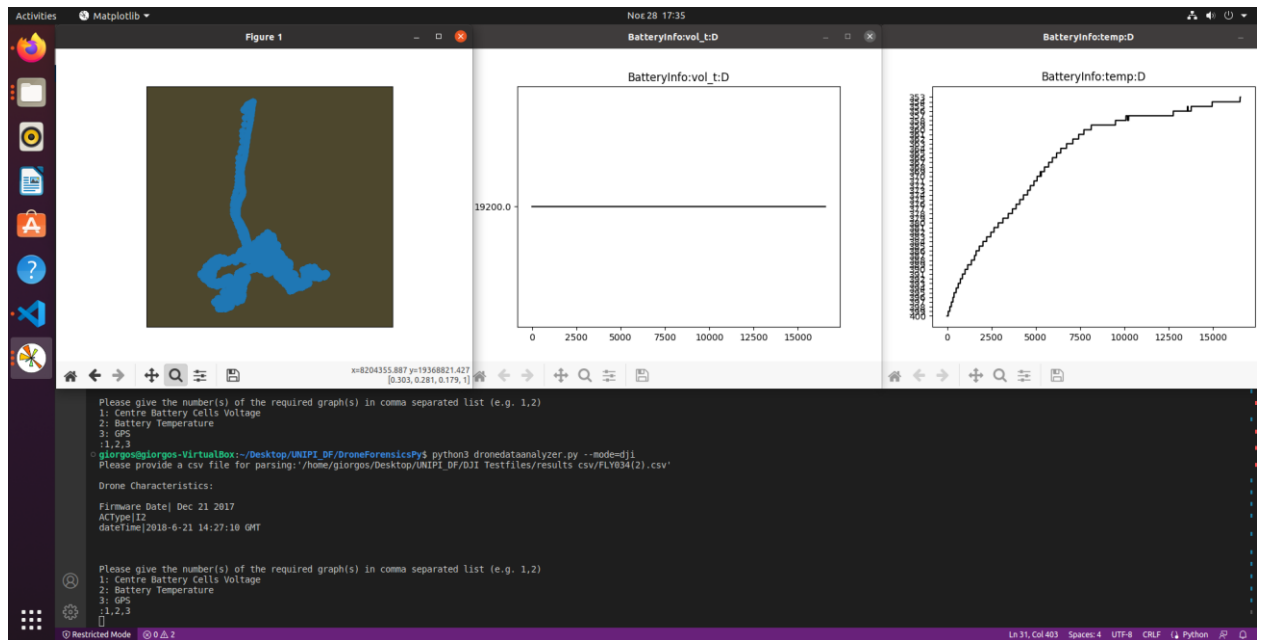 Activities Matplotlib Νοε 28 17:35
Figure 1
BatteryInfo:vol_t:D
BatteryInfo:temp:D
x=8204355.887 y=19368821.427
[0.303, 0.281, 0.179, 1]
BatteryInfo:vol_t:D
19200.0
0 2500 5000 7500 10000 12500 15000
BatteryInfo:temp:D
353
400
0 2500 5000 7500 10000 12500 15000
Please give the number(s) of the required graph(s) in comma separated list (e.g. 1,2)
1: Centre Battery Cells Voltage
2: Battery Temperature
3: GPS
:1,2,3
giorgos@giorgos-VirtualBox:~/Desktop/UNIPI_DF/DroneForensicsPy$ python3 dronedataanalyzer.py --mode=dji
Please provide a csv file for parsing:'/home/giorgos/Desktop/UNIPI_DF/DJI Testfiles/results csv/FLY034(2).csv'
Drone Characteristics:
Firmware Date| Dec 21 2017
ACType|I2
dateTime|2018-6-21 14:27:10 GMT
Please give the number(s) of the required graph(s) in comma separated list (e.g. 1,2)
1: Centre Battery Cells Voltage
2: Battery Temperature
3: GPS
:1,2,3
Restricted Mode 0 2 Ln 31, Col 403 Spaces: 4 UTF-8 CRLF Python